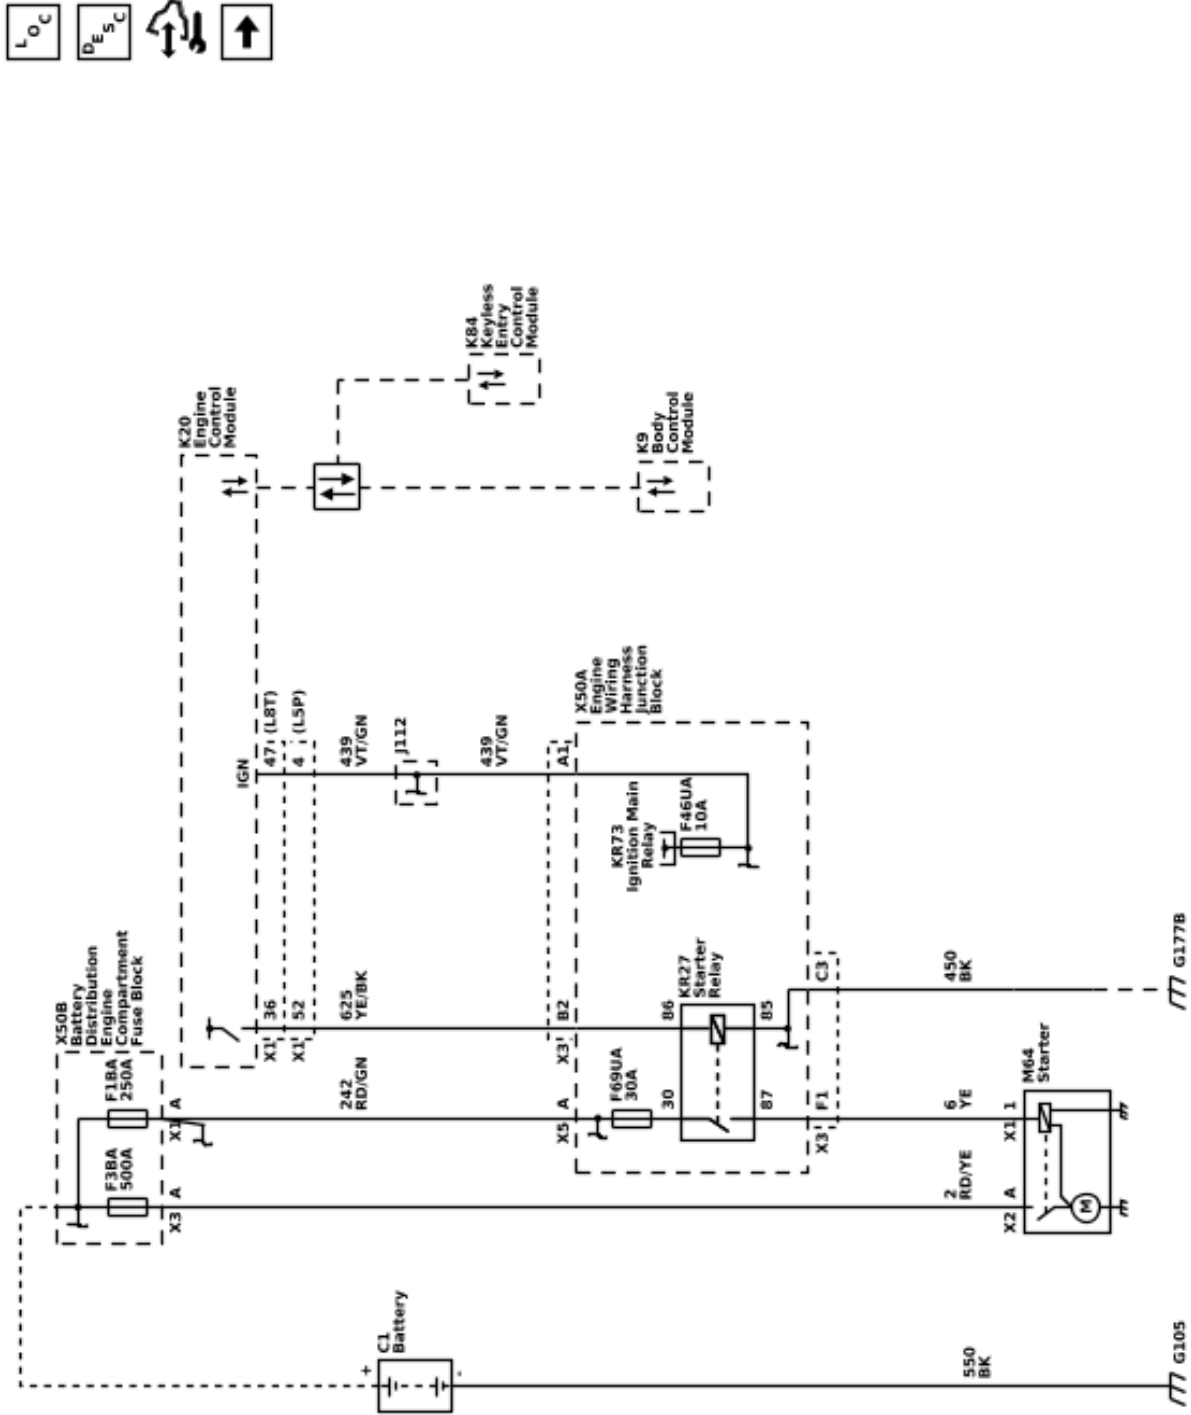 LOC
DESC
K84
Keyless
Entry
Control
Module
K20
Engine
Control
Module
K9
Body
Control
Module
IGN
47
(L8T)
4
(L5P)
439
VT/GN
J112
439
VT/GN
A1
X50A
Engine
Wiring
Harness
Junction
Block
KR73
Ignition Main
Relay
F46UA
10A
X50B
Battery
Distribution
Engine
Compartment
Fuse Block
F1BA
250A
F3BA
500A
X1
36
X1
52
625
YE/BK
X3
B2
86
KR27
Starter
Relay
85
C3
450
BK
G177B
X1
A
242
RD/GN
X5
A
F69UA
30A
30
87
X3
F1
6
YE
X1
1
M64
Starter
X3
A
2
RD/YE
X2
A
M
C1
Battery
+
-
550
BK
G105